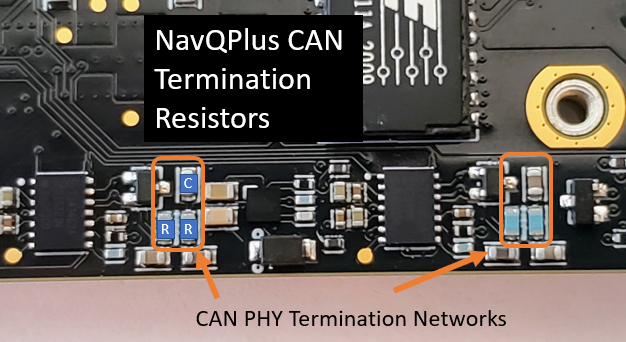 NavQPlus CAN
Termination
Resistors
C
R R
CAN PHY Termination Networks